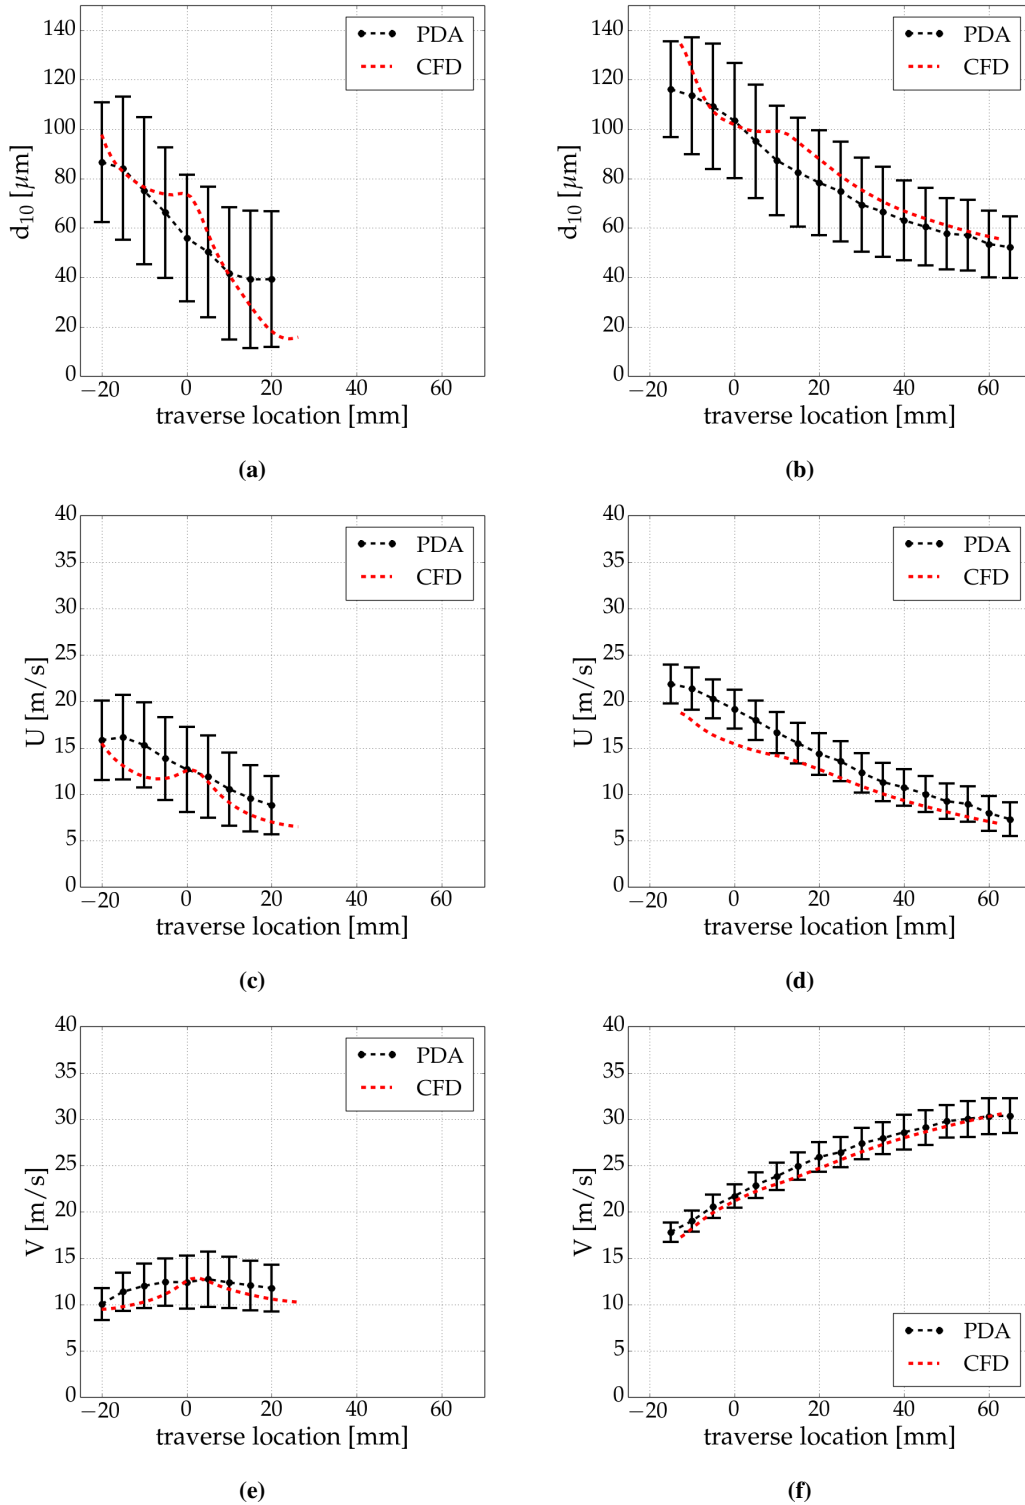 140
120
100
80
60
40
20
0
d10 [μm]
PDA
CFD
−20 0 20 40 60
traverse location [mm]
(a)
140
120
100
80
60
40
20
0
d10 [μm]
PDA
CFD
−20 0 20 40 60
traverse location [mm]
(b)
40
35
30
25
20
15
10
5
0
U [m/s]
PDA
CFD
−20 0 20 40 60
traverse location [mm]
(c)
40
35
30
25
20
15
10
5
0
U [m/s]
PDA
CFD
−20 0 20 40 60
traverse location [mm]
(d)
40
35
30
25
20
15
10
5
0
V [m/s]
PDA
CFD
−20 0 20 40 60
traverse location [mm]
(e)
40
35
30
25
20
15
10
5
0
V [m/s]
PDA
CFD
−20 0 20 40 60
traverse location [mm]
(f)